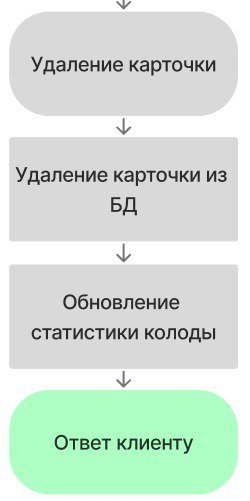 Удаление карточки
Удаление карточки из
БД
Обновление
статистики колоды
Ответ клиенту